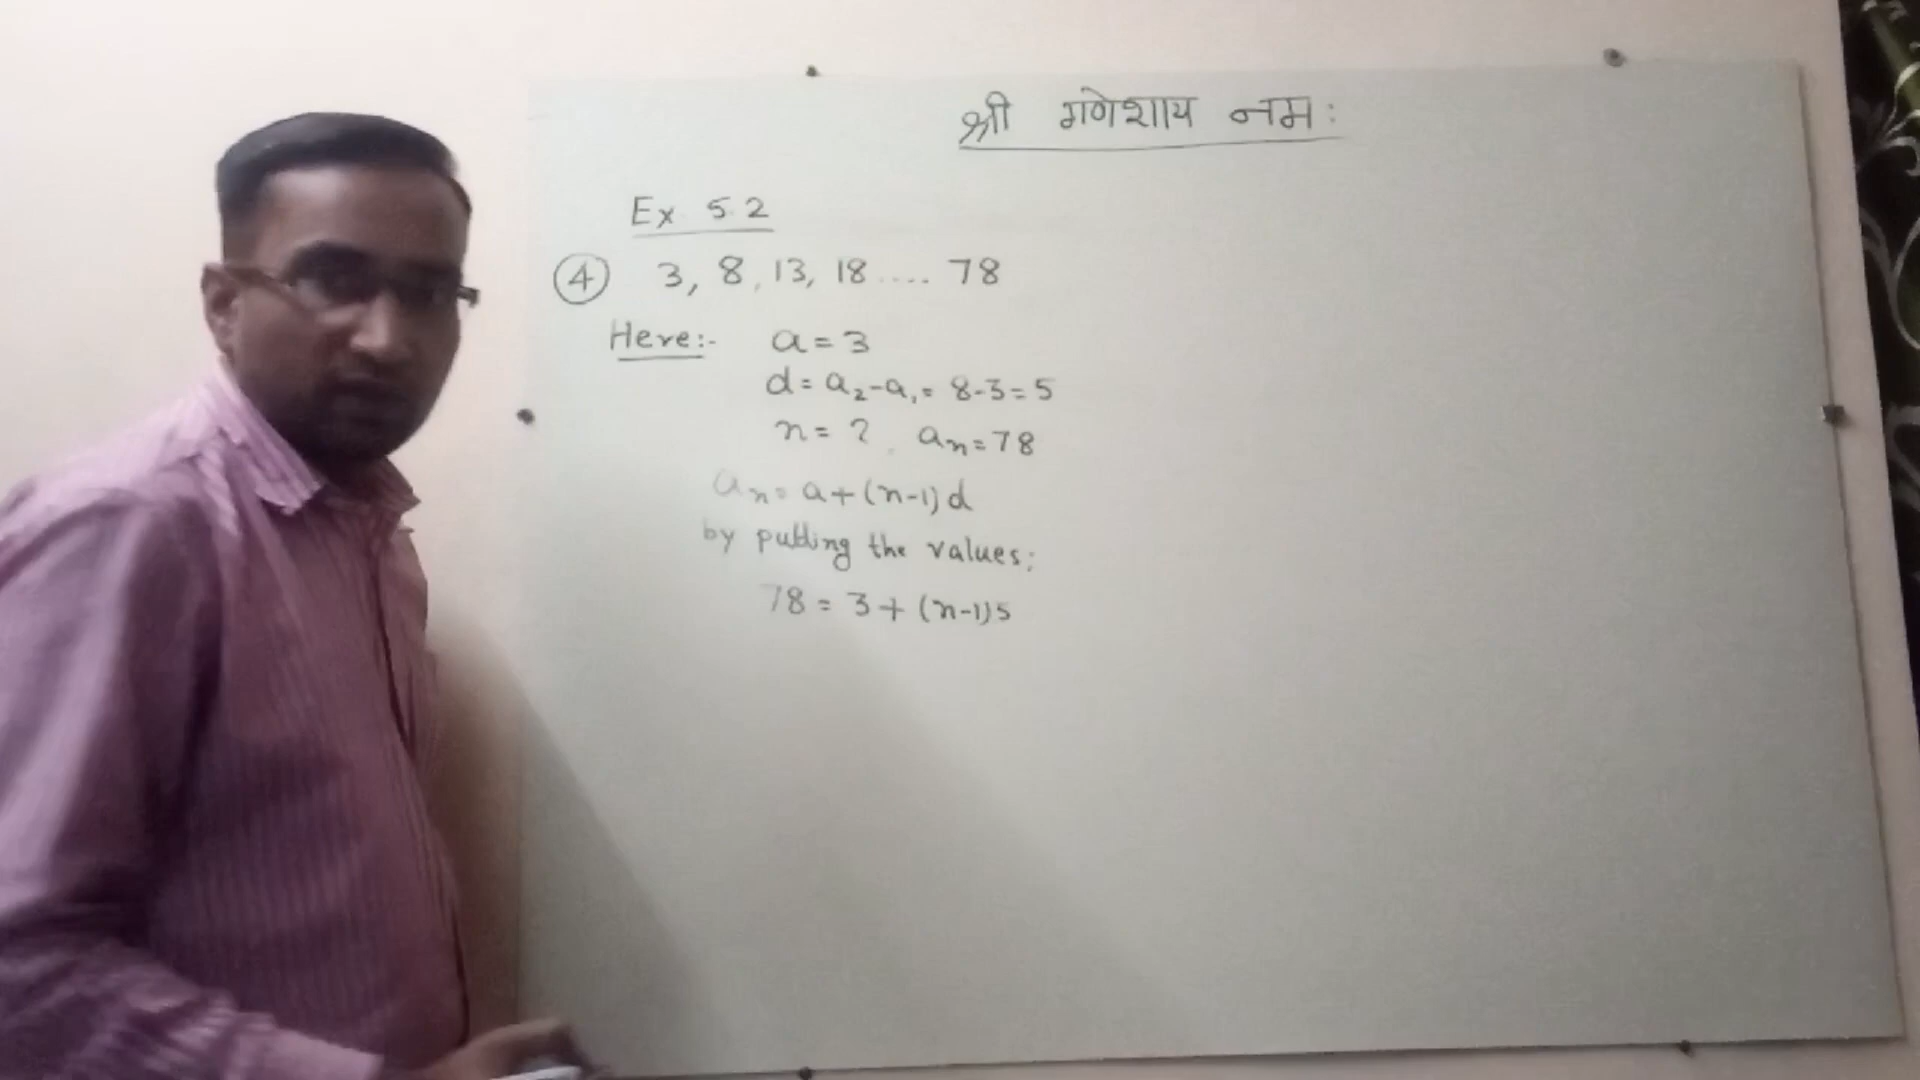 श्री गणेशाय नमः
Ex 5.2
④ 3, 8, 13, 18 .... 78
Here:- a = 3
d = a₂-a₁ = 8-3 = 5
n = ? , aₙ = 78
aₙ = a + (n-1) d
by putting the values;
78 = 3 + (n-1)5